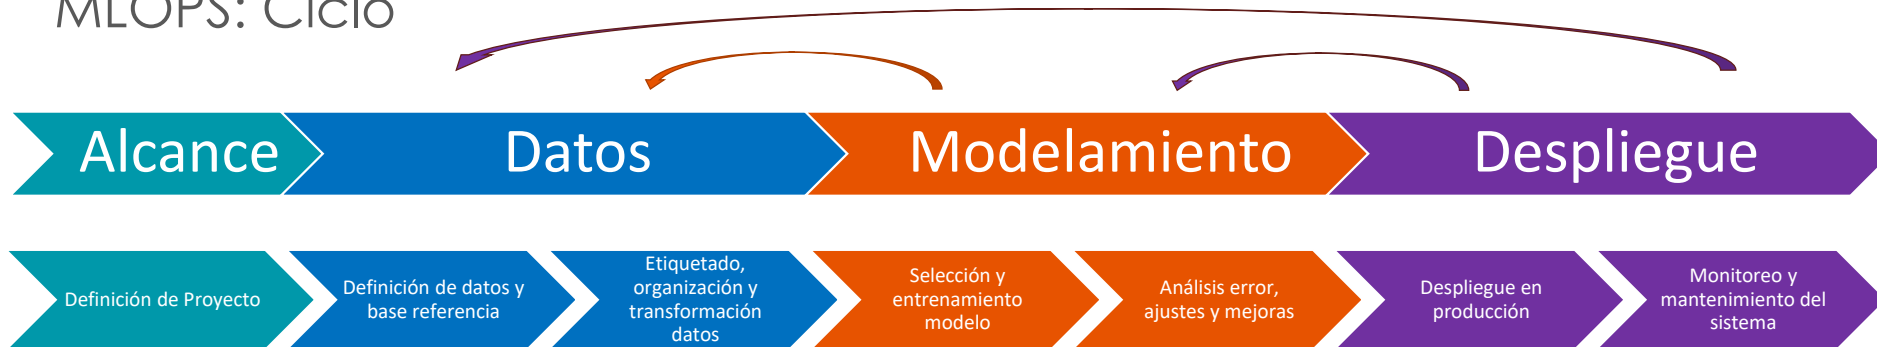 MLOPS: Ciclo
Alcance
Datos
Modelamiento
Despliegue
Definición de Proyecto
Definición de datos y
base referencia
Etiquetado,
organización y
transformación
datos
Selección y
entrenamiento
modelo
Análisis error,
ajustes y mejoras
Despliegue en
producción
Monitoreo y
mantenimiento del
sistema